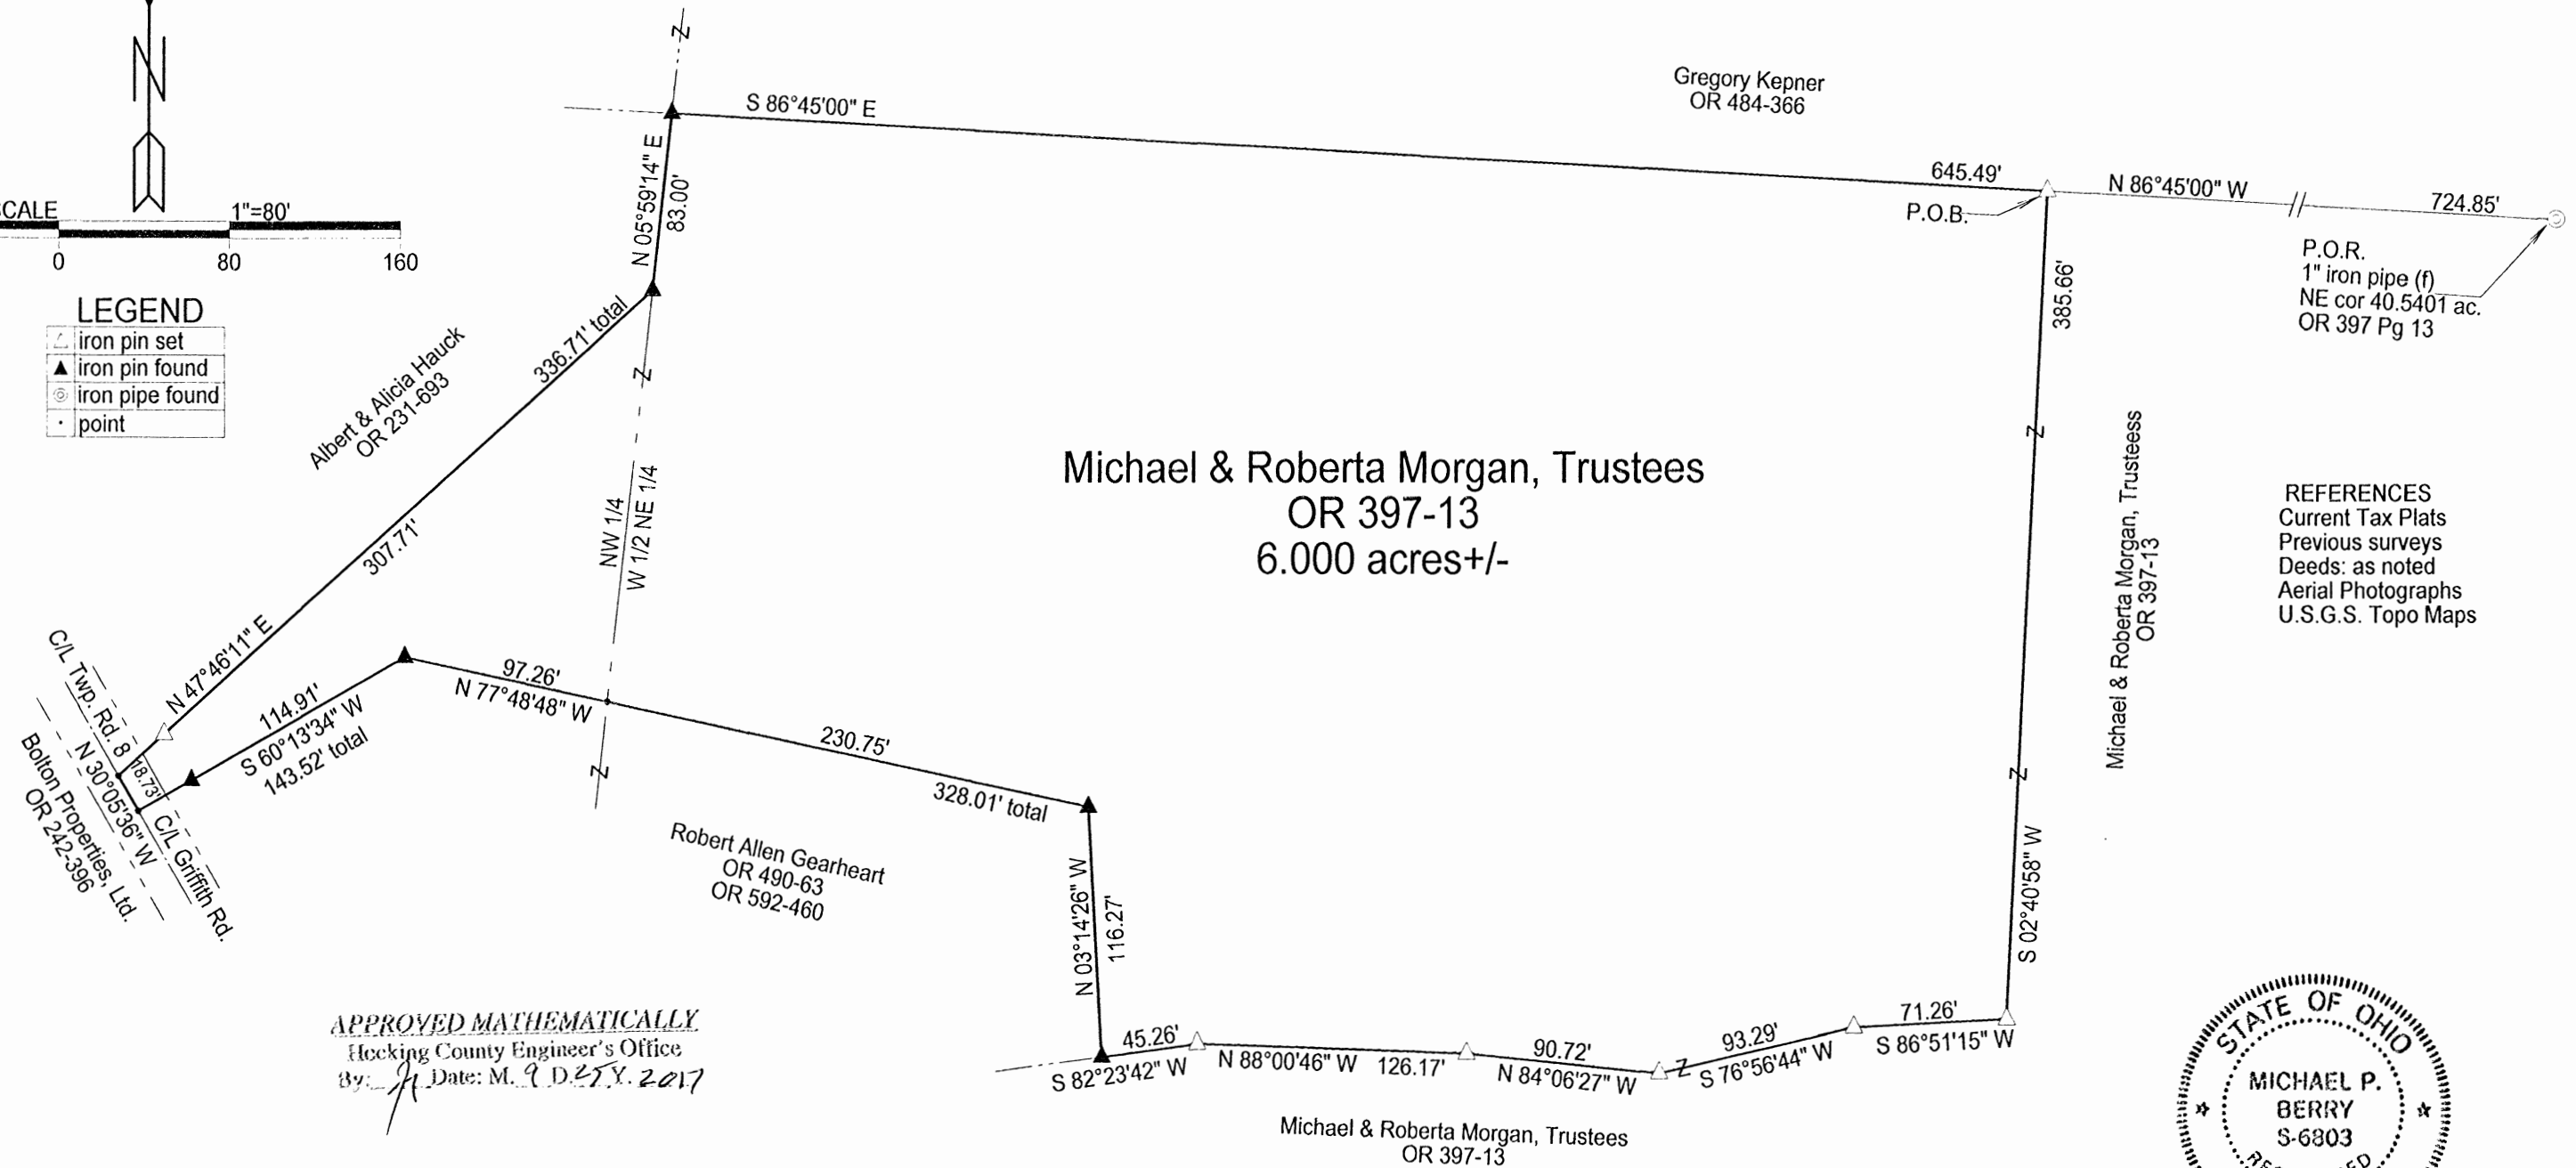 N
Z
Gregory Kepner
OR 484-366
S 86°45'00" E
645.49'
N 86°45'00" W
724.85'
P.O.B.
P.O.R.
1" iron pipe (f)
NE cor 40.5401 ac.
OR 397 Pg 13
SCALE
1"=80'
0 80 160
LEGEND
iron pin set
iron pin found
iron pipe found
point
N 05°59'14" E
83.00'
336.71' total
Albert & Alicia Hauck
OR 231-693
307.71'
N 47°46'11" E
Z
NW 1/4
W 1/2 NE 1/4
Z
Michael & Roberta Morgan, Trustees
OR 397-13
6.000 acres+/-
385.66'
Z
Z
S 02°40'58" W
Michael & Roberta Morgan, Trusteess
OR 397-13
REFERENCES
Current Tax Plats
Previous surveys
Deeds: as noted
Aerial Photographs
U.S.G.S. Topo Maps
C/L Twp. Rd. 8
18.73'
N 30°05'36" W
C/L Griffith Rd.
Bolton Properties, Ltd.
OR 242-396
114.91'
S 60°13'34" W
143.52' total
97.26'
N 77°48'48" W
230.75'
328.01' total
Robert Allen Gearheart
OR 490-63
OR 592-460
N 03°14'26" W
116.27'
45.26'
S 82°23'42" W
N 88°00'46" W 126.17'
90.72'
N 84°06'27" W
Z
93.29'
S 76°56'44" W
71.26'
S 86°51'15" W
Michael & Roberta Morgan, Trustees
OR 397-13
APPROVED MATHEMATICALLY
Hocking County Engineer's Office
By: Date: M. 9 D. 25 Y. 2017
STATE OF OHIO
MICHAEL P.
BERRY
S-6803